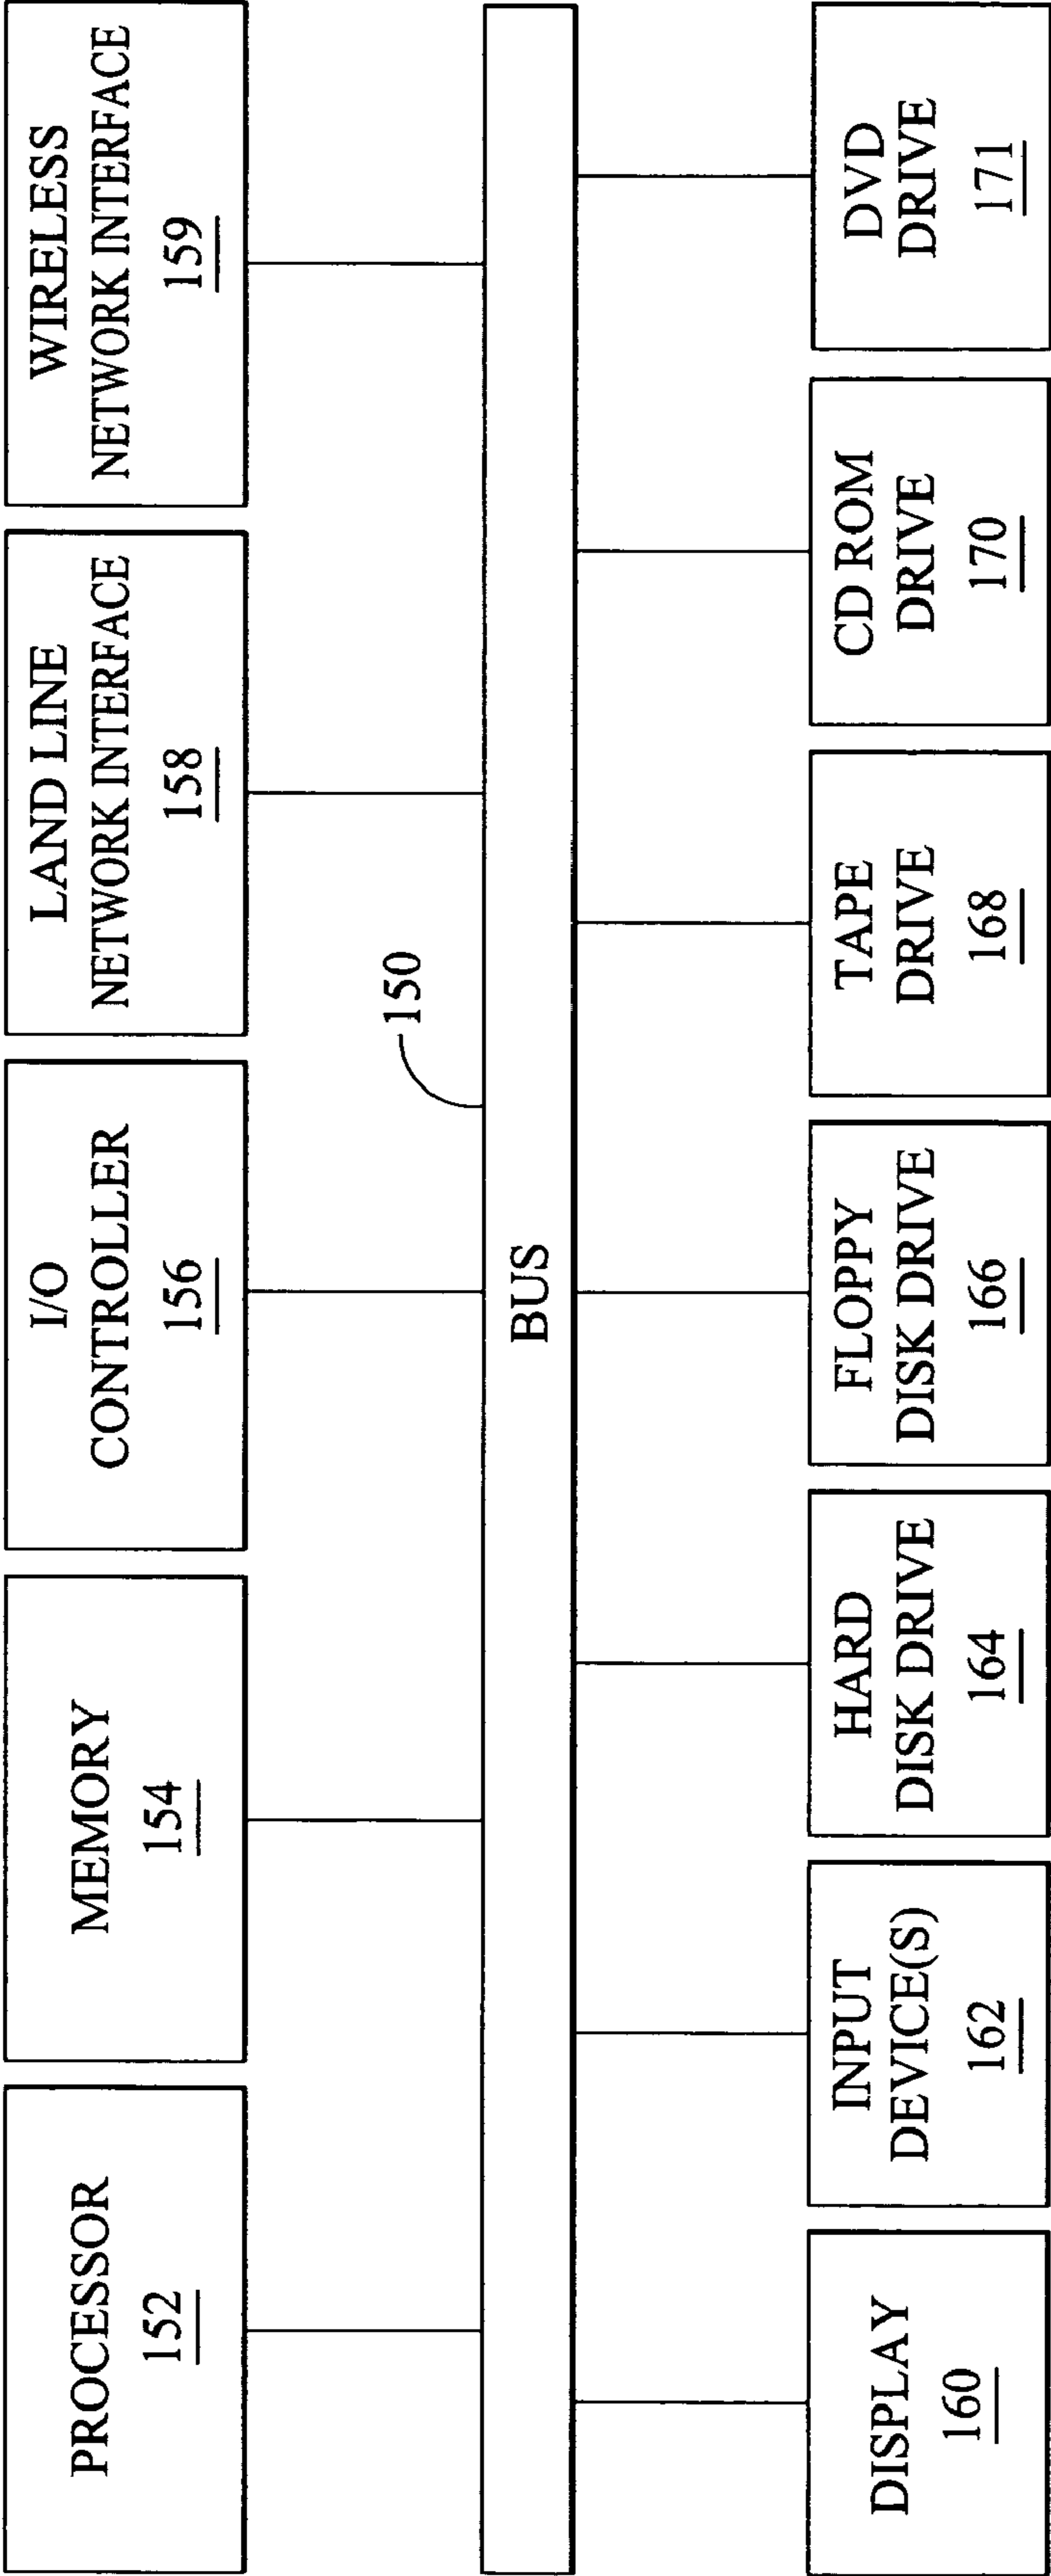 PROCESSOR
152
MEMORY
154
I/O
CONTROLLER
156
LAND LINE
NETWORK INTERFACE
158
WIRELESS
NETWORK INTERFACE
159
150
BUS
DISPLAY
160
INPUT
DEVICE(S)
162
HARD
DISK DRIVE
164
FLOPPY
DISK DRIVE
166
TAPE
DRIVE
168
CD ROM
DRIVE
170
DVD
DRIVE
171